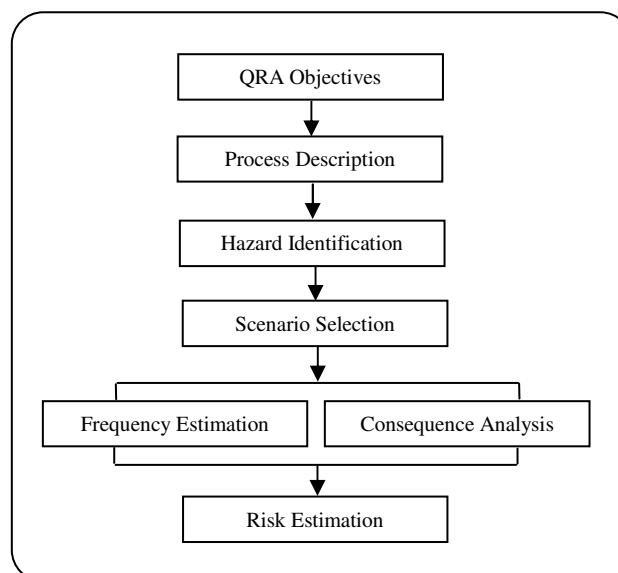 QRA Objectives
Process Description
Hazard Identification
Scenario Selection
Frequency Estimation
Consequence Analysis
Risk Estimation